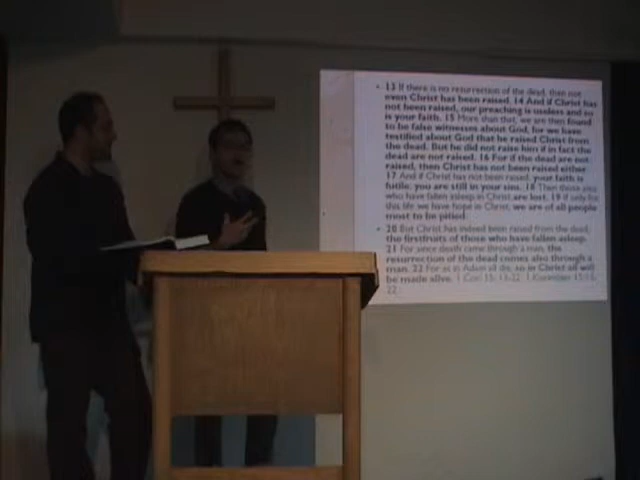 13 If there is no resurrection of the dead, then not
even Christ has been raised. 14 And if Christ has
not been raised, our preaching is useless and so
is your faith. 15 More than that, we are then found
to be false witnesses about God, for we have
testified about God that he raised Christ from
the dead. But he did not raise him if in fact the
dead are not raised. 16 For if the dead are not
raised, then Christ has not been raised either.
17 And if Christ has not been raised, your faith is
futile; you are still in your sins. 18 Then those also
who have fallen asleep in Christ are lost. 19 If only for
this life we have hope in Christ, we are of all people
most to be pitied.
20 But Christ has indeed been raised from the dead,
the firstfruits of those who have fallen asleep.
21 For since death came through a man, the
resurrection of the dead comes also through a
man. 22 For as in Adam all die, so in Christ all will
be made alive. 1 Cor. 15: 13-22
22